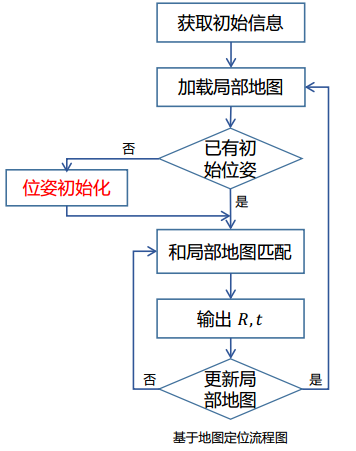 获取初始信息
加载局部地图
已有初
始位姿
否
位姿初始化
是
和局部地图匹配
输出 R,t
更新局
部地图
否
是
基于地图定位流程图